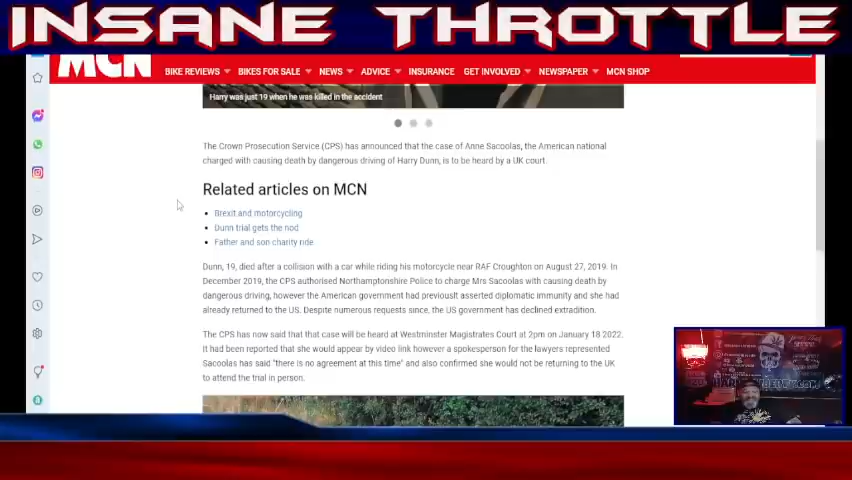 INSANE THROTTLE
MCN
BIKE REVIEWS BIKES FOR SALE NEWS ADVICE INSURANCE GET INVOLVED NEWSPAPER MCN SHOP
Harry was just 19 when he was killed in the accident
The Crown Prosecution Service (CPS) has announced that the case of Anne Sacoolas, the American national
charged with causing death by dangerous driving of Harry Dunn, is to be heard by a UK court.
Related articles on MCN
Brexit and motorcycling
Dunn trial gets the nod
Father and son charity ride
Dunn, 19, died after a collision with a car while riding his motorcycle near RAF Croughton on August 27, 2019. In
December 2019, the CPS authorised Northamptonshire Police to charge Mrs Sacoolas with causing death by
dangerous driving, however the American government had previouslt asserted diplomatic immunity and she had
already returned to the US. Despite numerous requests since, the US government has declined extradition.
The CPS has now said that that case will be heard at Westminster Magistrates Court at 2pm on January 18 2022.
It had been reported that she would appear by video link however a spokesperson for the lawyers represented
Sacoolas has said "there is no agreement at this time" and also confirmed she would not be returning to the UK
to attend the trial in person.